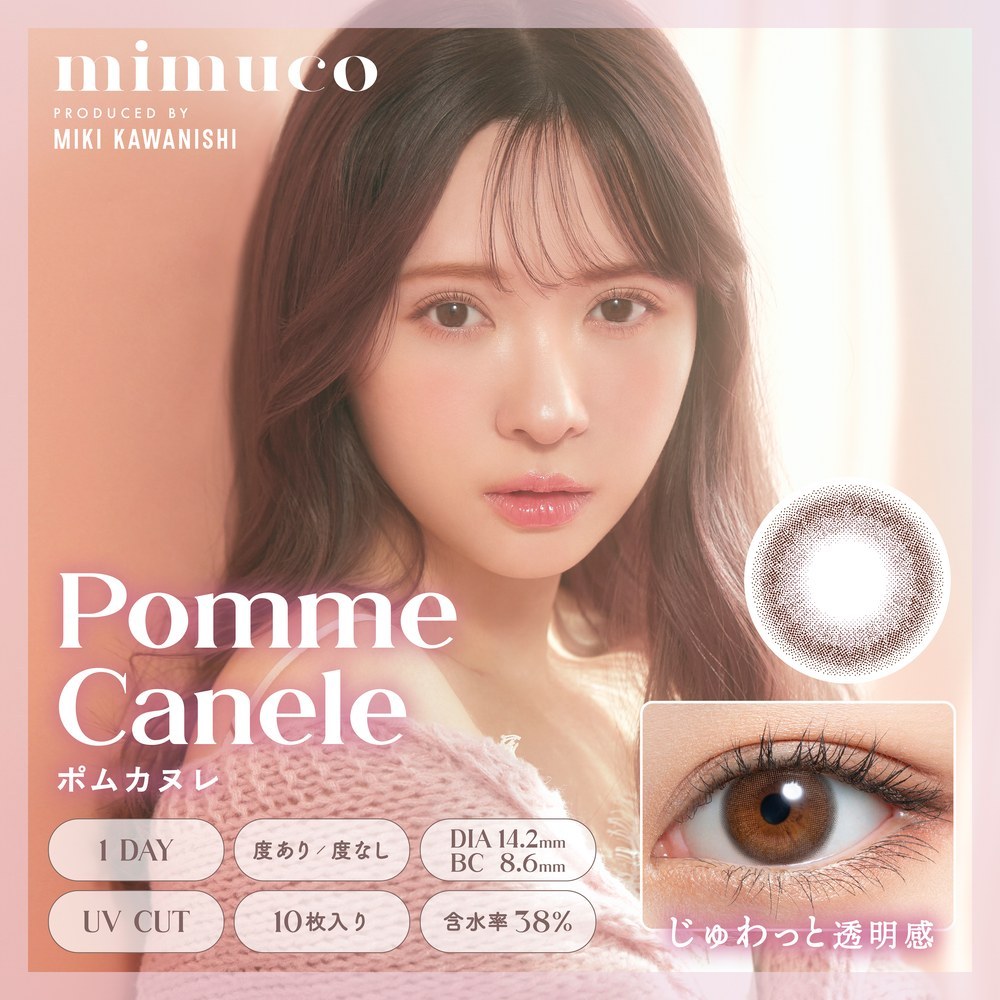 mimuco
PRODUCED BY
MIKI KAWANISHI
Pomme
Canele
ポムカヌレ
1 DAY
度あり/度なし
DIA 14.2mm
BC 8.6mm
UV CUT
10枚入り
含水率 38%
じゅわっと透明感